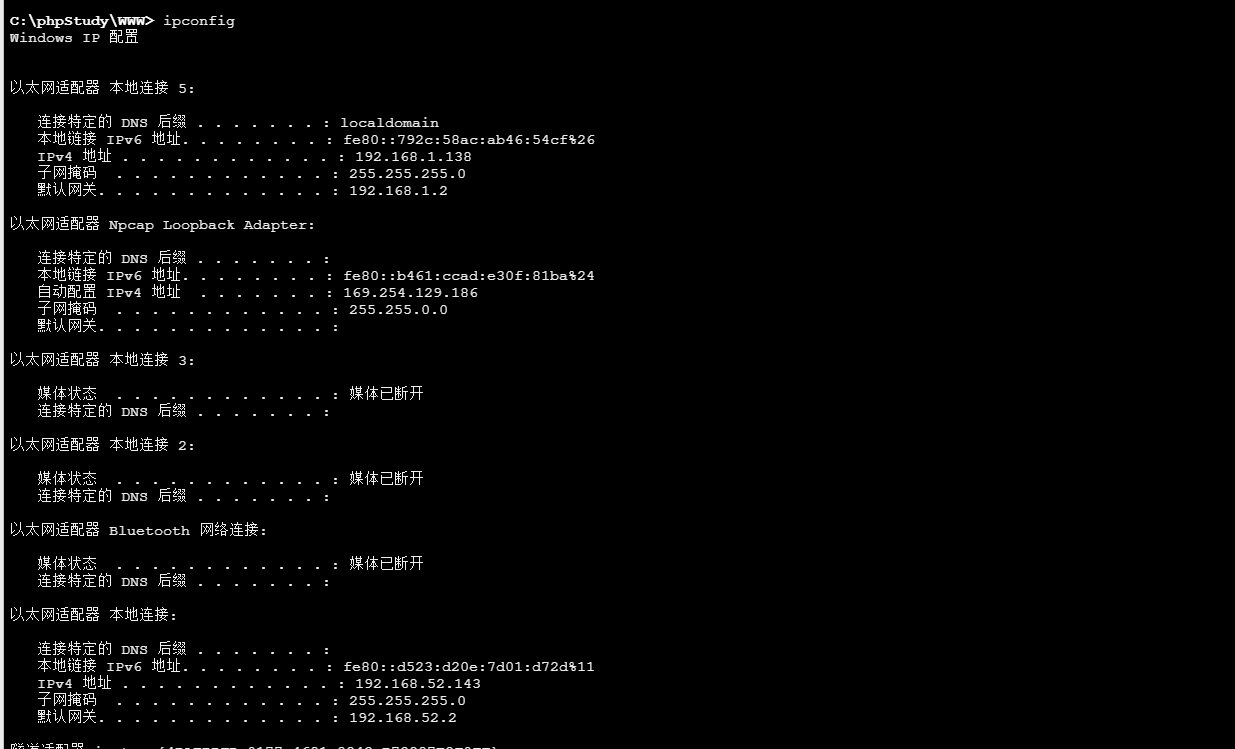 C:\phpStudy\WWW> ipconfig
Windows IP 配置
以太网适配器 本地连接 5:
连接特定的 DNS 后缀 . . . . . . . : localdomain
本地链接 IPv6 地址. . . . . . . . : fe80::792c:58ac:ab46:54cf%26
IPv4 地址 . . . . . . . . . . . . : 192.168.1.138
子网掩码 . . . . . . . . . . . . : 255.255.255.0
默认网关. . . . . . . . . . . . . : 192.168.1.2
以太网适配器 Npcap Loopback Adapter:
连接特定的 DNS 后缀 . . . . . . . :
本地链接 IPv6 地址. . . . . . . . : fe80::b461:ccad:e30f:81ba%24
自动配置 IPv4 地址 . . . . . . . : 169.254.129.186
子网掩码 . . . . . . . . . . . . : 255.255.0.0
默认网关. . . . . . . . . . . . . :
以太网适配器 本地连接 3:
媒体状态 . . . . . . . . . . . . : 媒体已断开
连接特定的 DNS 后缀 . . . . . . . :
以太网适配器 本地连接 2:
媒体状态 . . . . . . . . . . . . : 媒体已断开
连接特定的 DNS 后缀 . . . . . . . :
以太网适配器 Bluetooth 网络连接:
媒体状态 . . . . . . . . . . . . : 媒体已断开
连接特定的 DNS 后缀 . . . . . . . :
以太网适配器 本地连接:
连接特定的 DNS 后缀 . . . . . . . :
本地链接 IPv6 地址. . . . . . . . : fe80::d523:d20e:7d01:d72d%11
IPv4 地址 . . . . . . . . . . . . : 192.168.52.143
子网掩码 . . . . . . . . . . . . : 255.255.255.0
默认网关. . . . . . . . . . . . . : 192.168.52.2
隧道适配器